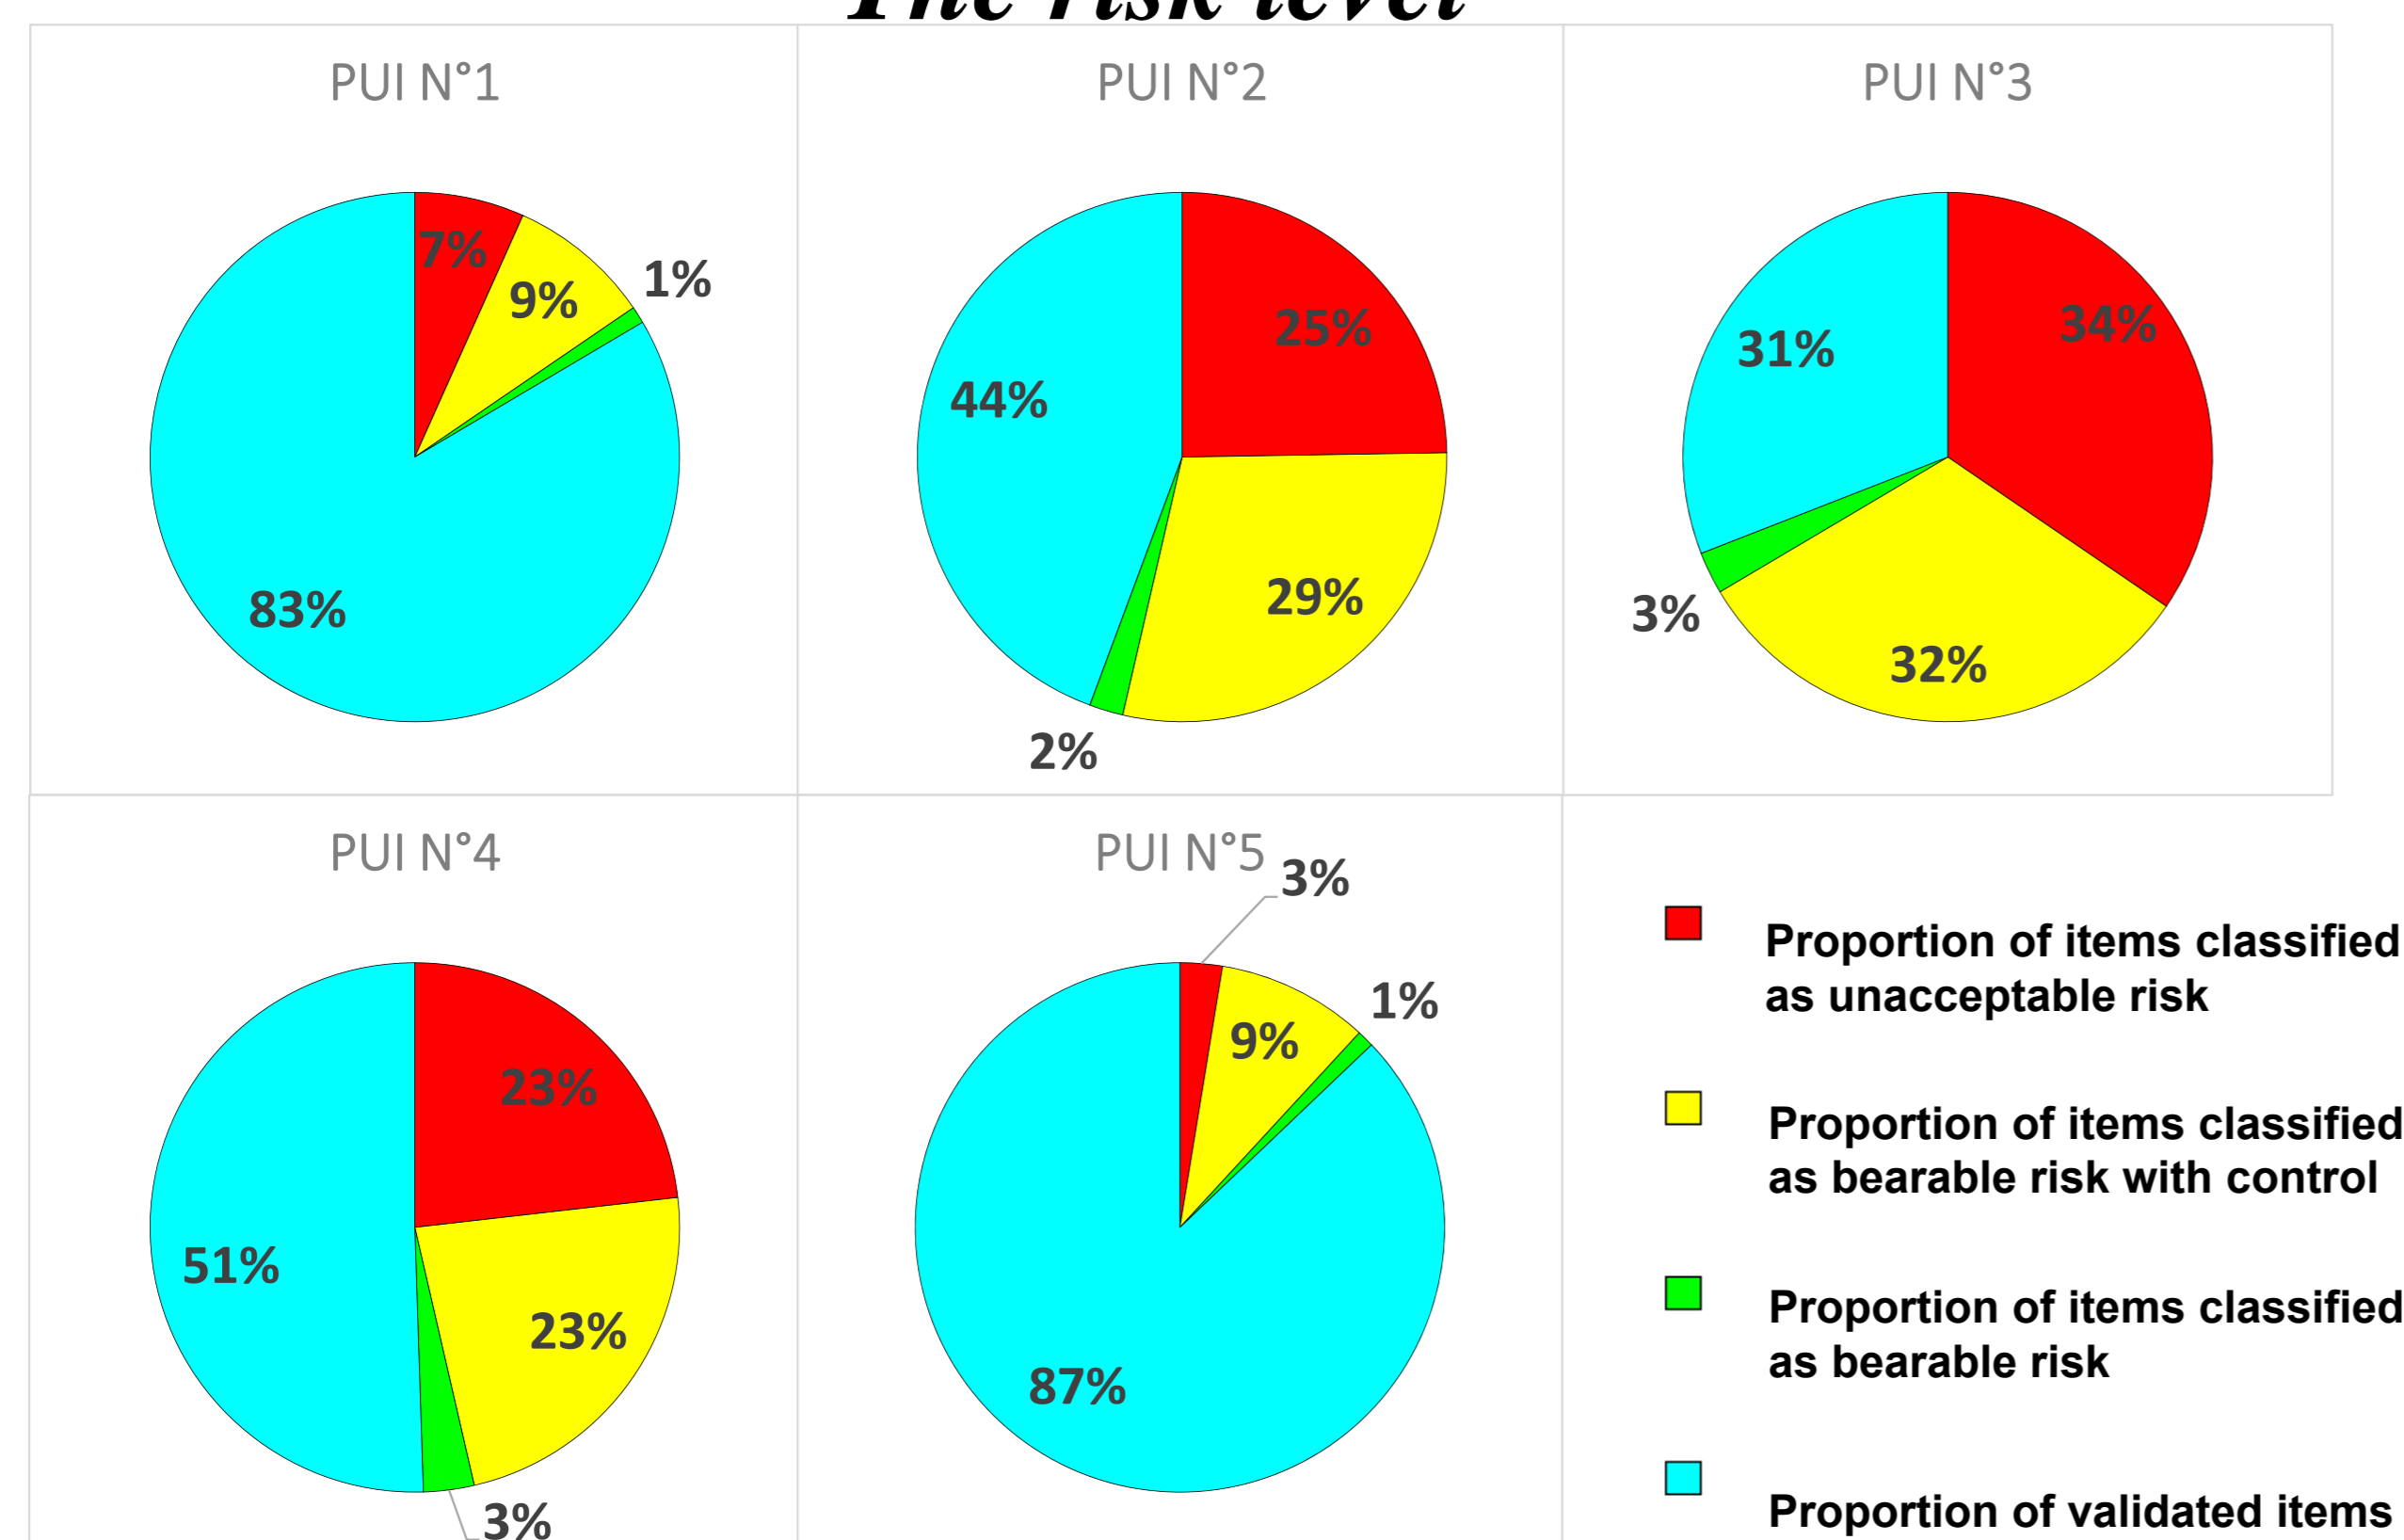 The risk level
PUI N°1
PUI N°2
PUI N°3
7%
9%
1%
83%
25%
44%
29%
2%
34%
31%
3%
32%
PUI N°4
PUI N°5
23%
51%
23%
3%
3%
9%
1%
87%
Proportion of items classified
as unacceptable risk
Proportion of items classified
as bearable risk with control
Proportion of items classified
as bearable risk
Proportion of validated items